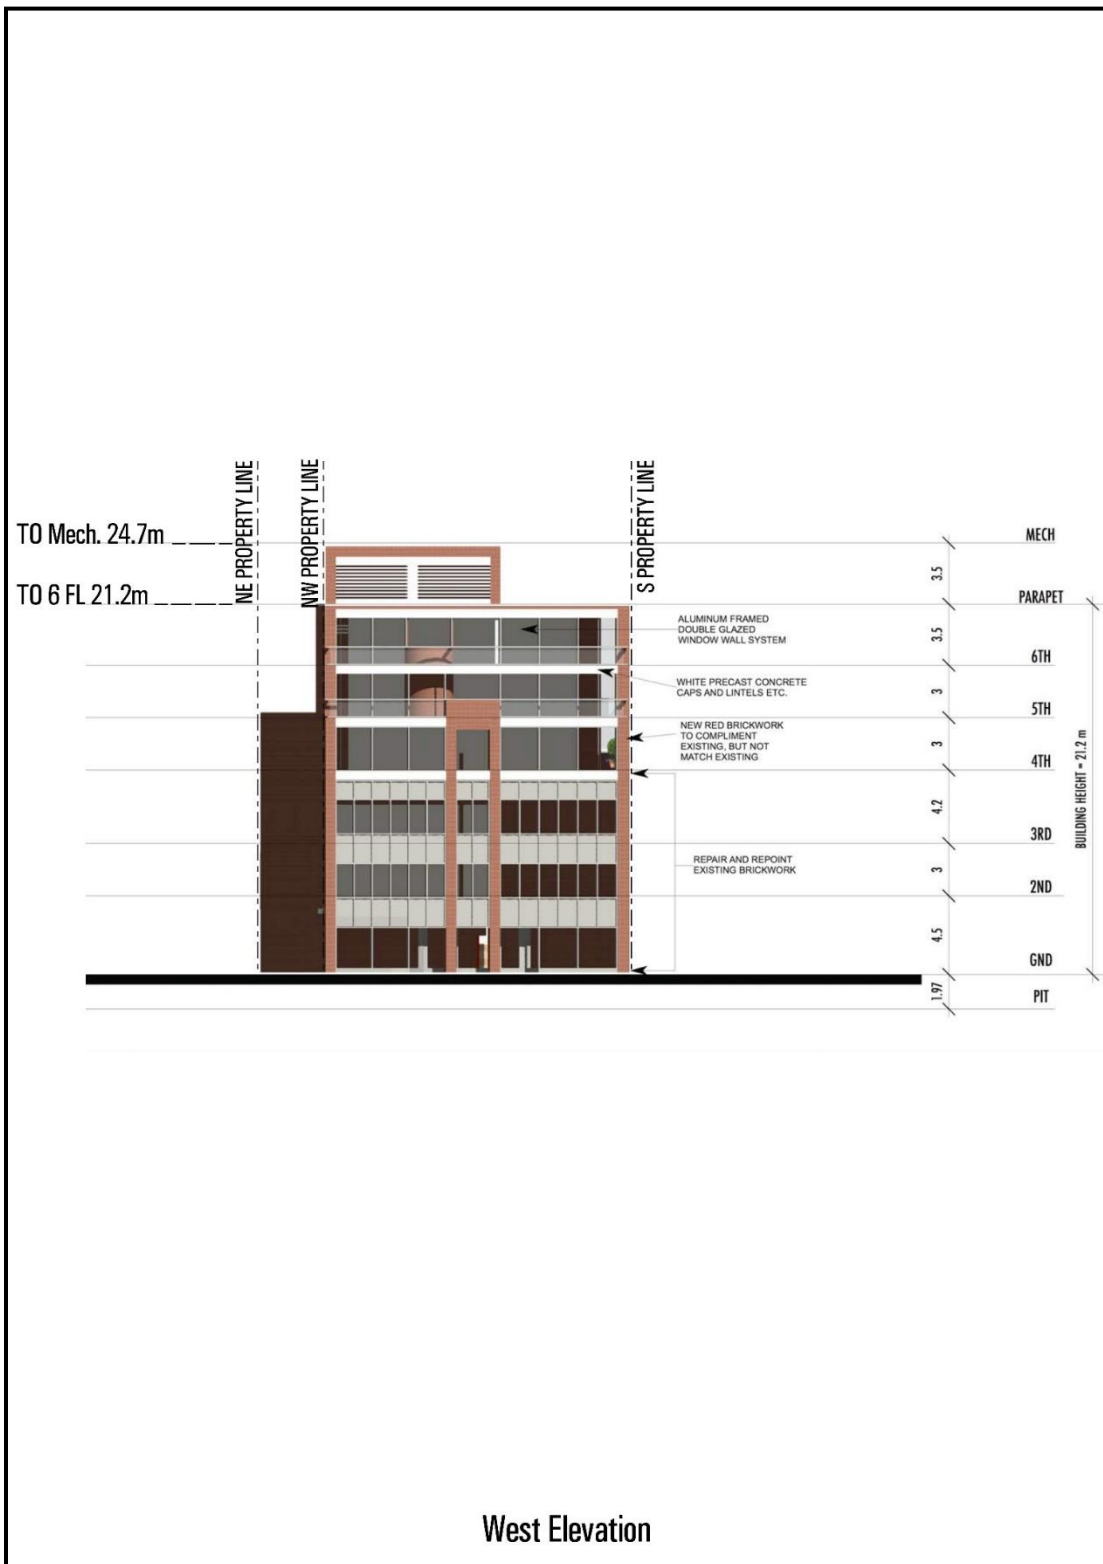 NE PROPERTY LINE
NW PROPERTY LINE
S PROPERTY LINE
TO Mech. 24.7m
MECH
3.5
TO 6 FL 21.2m
PARAPET
ALUMINUM FRAMED
DOUBLE GLAZED
WINDOW WALL SYSTEM
3.5
6TH
WHITE PRECAST CONCRETE
CAPS AND LINTELS ETC.
3
5TH
NEW RED BRICKWORK
TO COMPLIMENT
EXISTING, BUT NOT
MATCH EXISTING
3
4TH
4.2
BUILDING HEIGHT = 21.2 m
3RD
REPAIR AND REPOINT
EXISTING BRICKWORK
3
2ND
4.5
GND
1.97
PIT
West Elevation